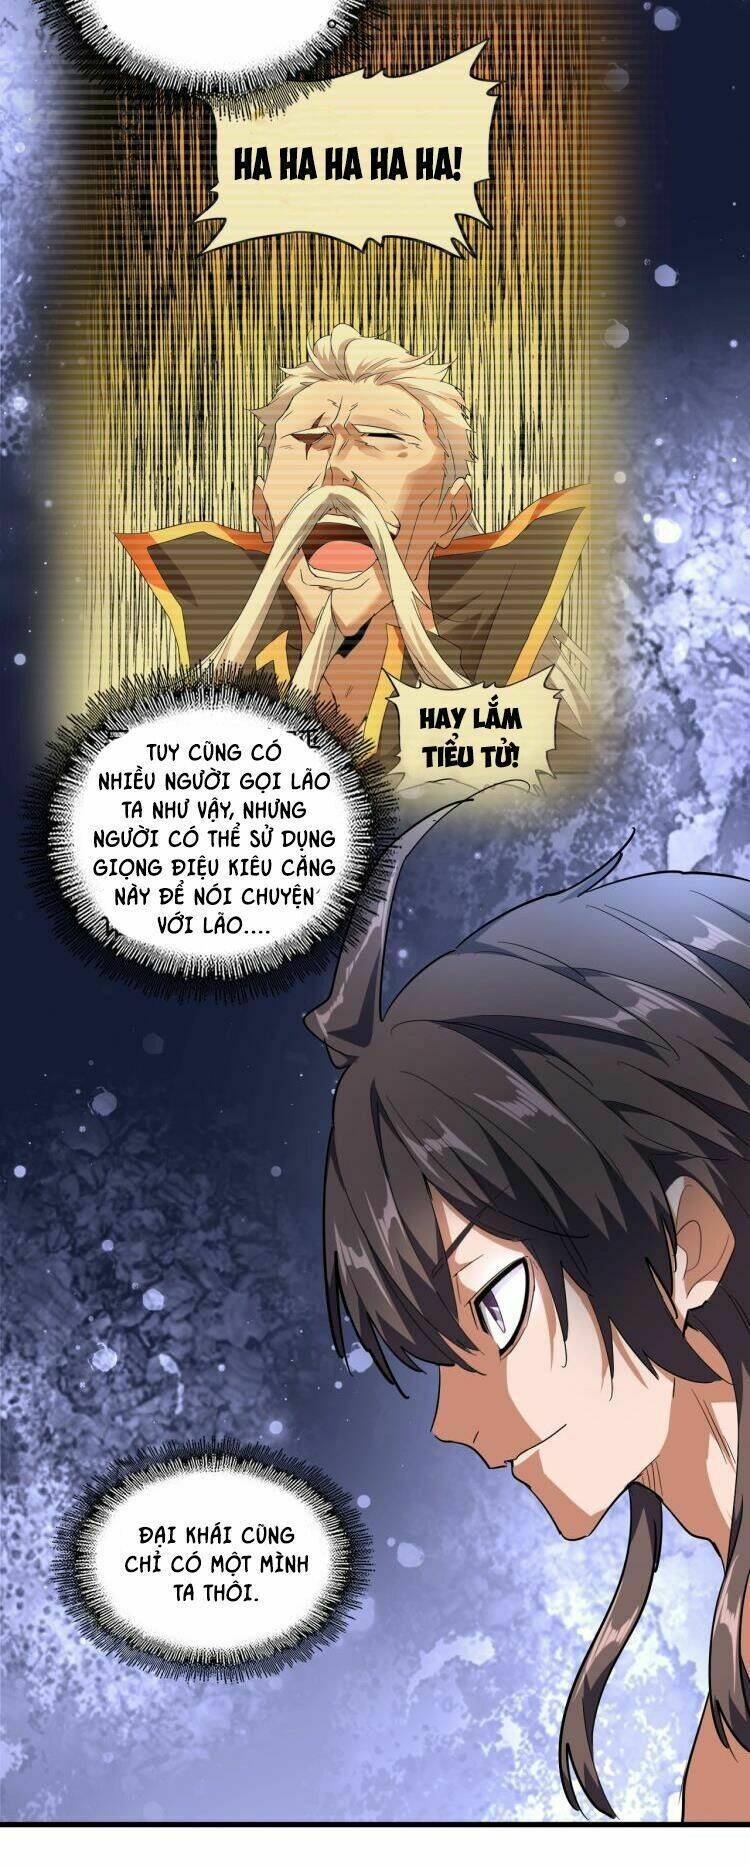 HA HA HA HA HA!
HAY LẮM
TIỂU TỬ!
TUY CŨNG CÓ
NHIỀU NGƯỜI GỌI LÃO
TA NHƯ VẬY, NHƯNG
NGƯỜI CÓ THỂ SỬ DỤNG
GIỌNG ĐIỆU KIÊU CĂNG
NÀY ĐỂ NÓI CHUYỆN
VỚI LÃO....
ĐẠI KHÁI CŨNG
CHỈ CÓ MỘT MÌNH
TA THÔI.